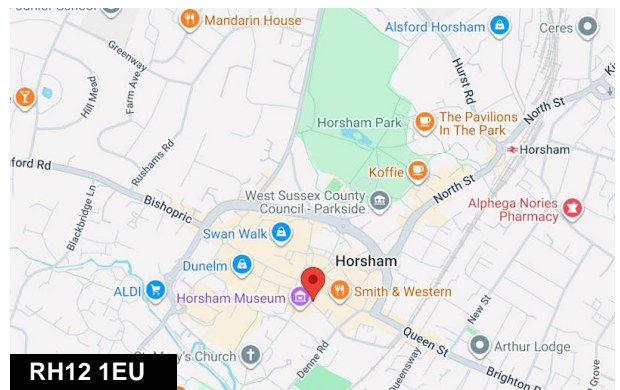 Junior School
Mandarin House
Alsford Horsham
Ceres
Greenway
Farm Ave
Hill Mead
Hurst Rd
North St
Horsham Park
The Pavilions
In The Park
Horsham
Rushams Rd
Koffie
North St
Bishopric
West Sussex County
Council - Parkside
Alphega Nories
Pharmacy
Blackbridge Ln
Swan Walk
Horsham
Dunelm
ALDI
Horsham Museum
Smith & Western
New St
Queen St
St Mary's Church
Denne Rd
Arthur Lodge
Queensway
Brighton
Grove
RH12 1EU